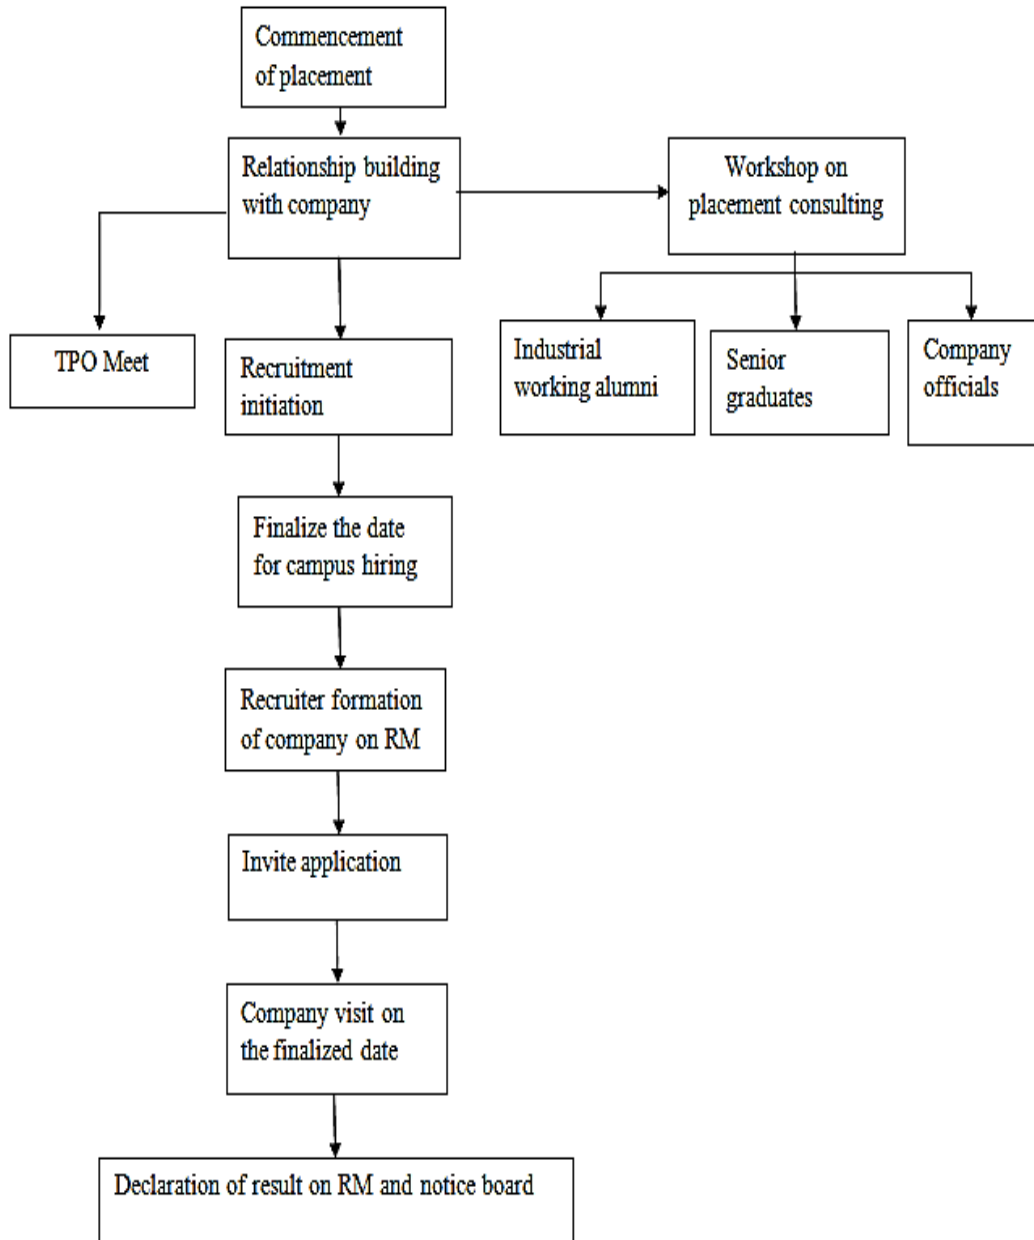 Commencement
of placement
Relationship building
with company
Workshop on
placement consulting
TPO Meet
Recruitment
initiation
Industrial
working alumni
Senior
graduates
Company
officials
Finalize the date
for campus hiring
Recruiter formation
of company on RM
Invite application
Company visit on
the finalized date
Declaration of result on RM and notice board